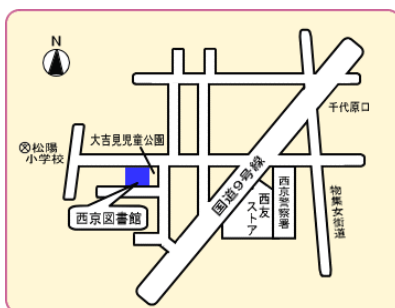 N
千代原口
大吉見児童公園
㊫松陽
小学校
国道9号線
西京図書館
西友
ストア
西京警察署
物集女街道